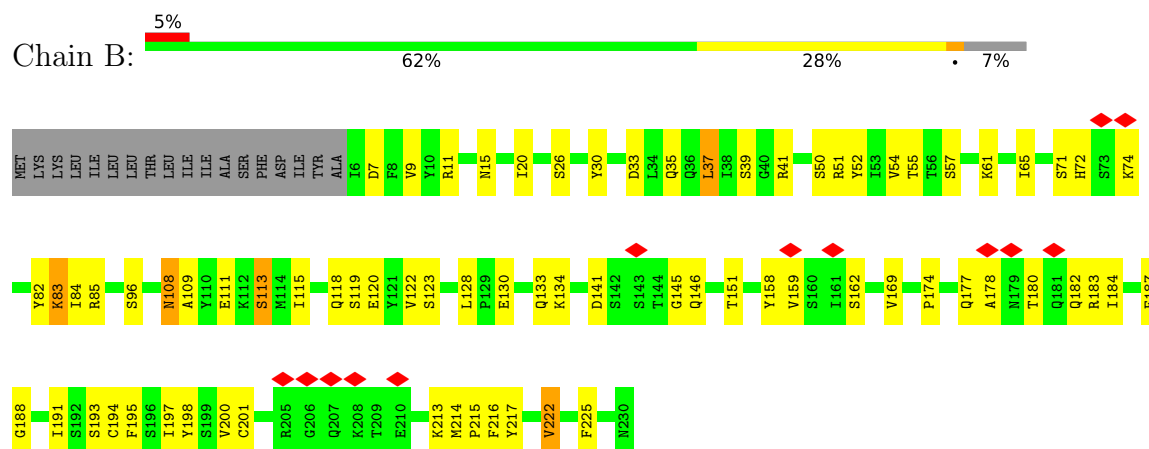 5%
Chain B:
62% 28% • 7%
MET LYS LYS LEU ILE LEU LEU THR LEU ILE ILE ALA SER PHE ASP ILE TYR ALA I6 D7 F8 V9 Y10 R11 N15 I20 S26 Y30 D33 L34 Q35 Q36 L37 I38 S39 G40 R41 S50 R51 Y52 I53 V54 T55 T56 S57 K61 I65 S71 H72 S73 K74
Y82 K83 I84 R85 S96 N108 A109 Y110 E111 K112 S113 M114 I115 Q118 S119 E120 Y121 V122 S123 L128 P129 E130 Q133 K134 D141 S142 S143 T144 G145 Q146 T151 Y158 V159 S160 I161 S162 V169 P174 Q177 A178 N179 T180 Q181 Q182 R183 I184
G188 I191 S192 S193 C194 F195 S196 I197 Y198 S199 V200 C201 R205 G206 Q207 K208 T209 E210 K213 M214 P215 F216 Y217 V222 F225 N230